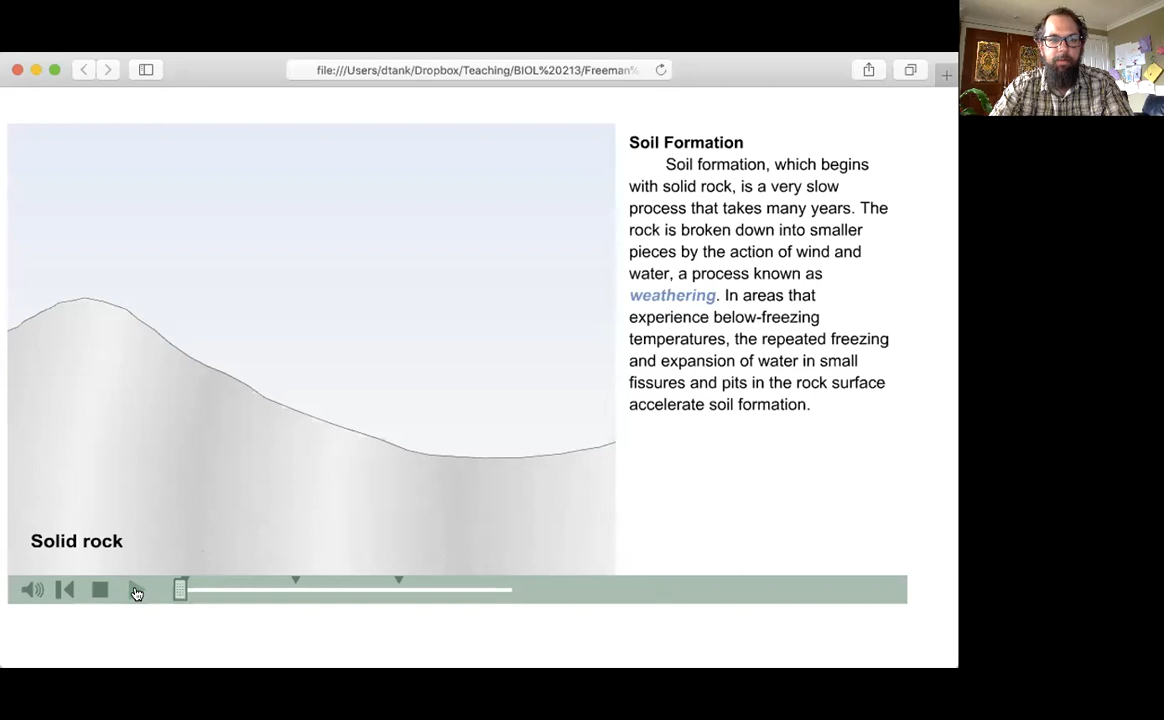 file:///Users/dtank/Dropbox/Teaching/BIOL%20213/Freeman%
Soil Formation
Soil formation, which begins
with solid rock, is a very slow
process that takes many years. The
rock is broken down into smaller
pieces by the action of wind and
water, a process known as
weathering. In areas that
experience below-freezing
temperatures, the repeated freezing
and expansion of water in small
fissures and pits in the rock surface
accelerate soil formation.
Solid rock